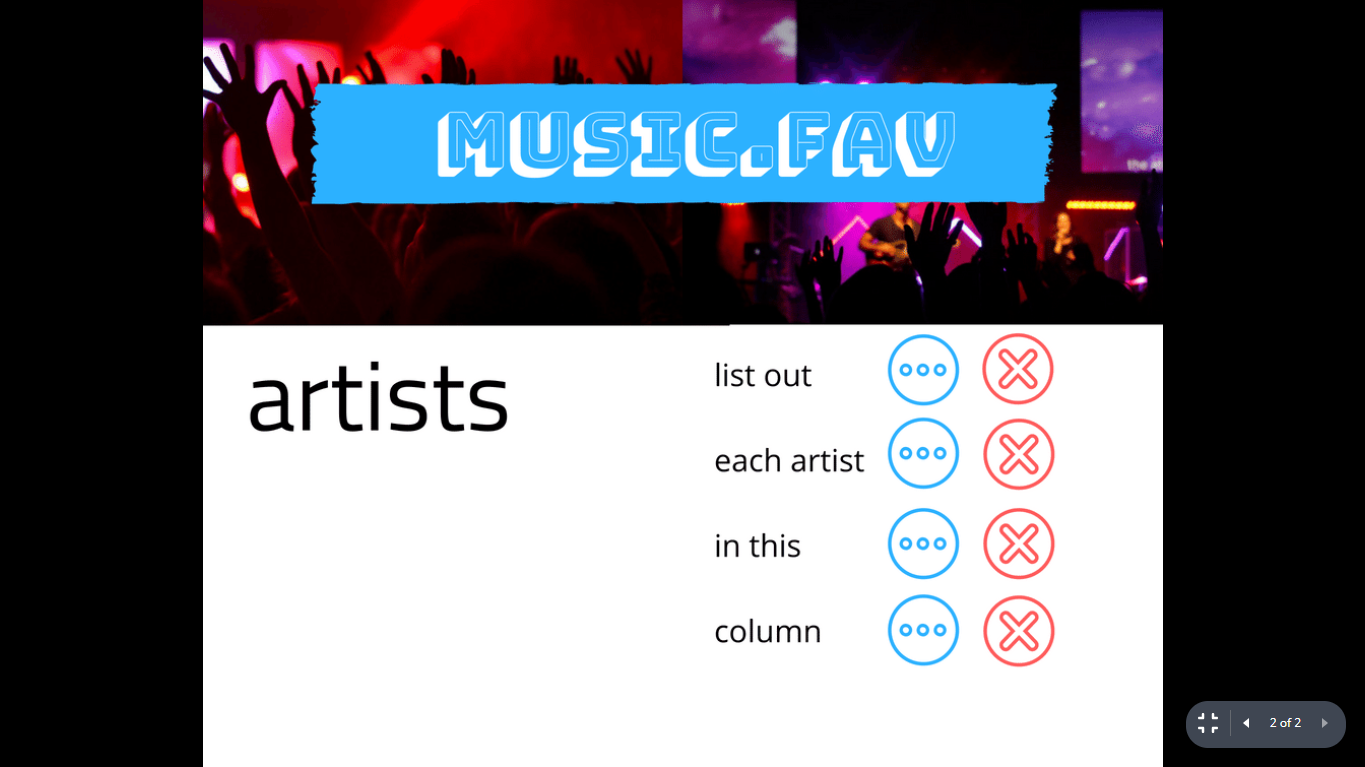 MUSIC.FAV
artists
list out
each artist
in this
column
2 of 2